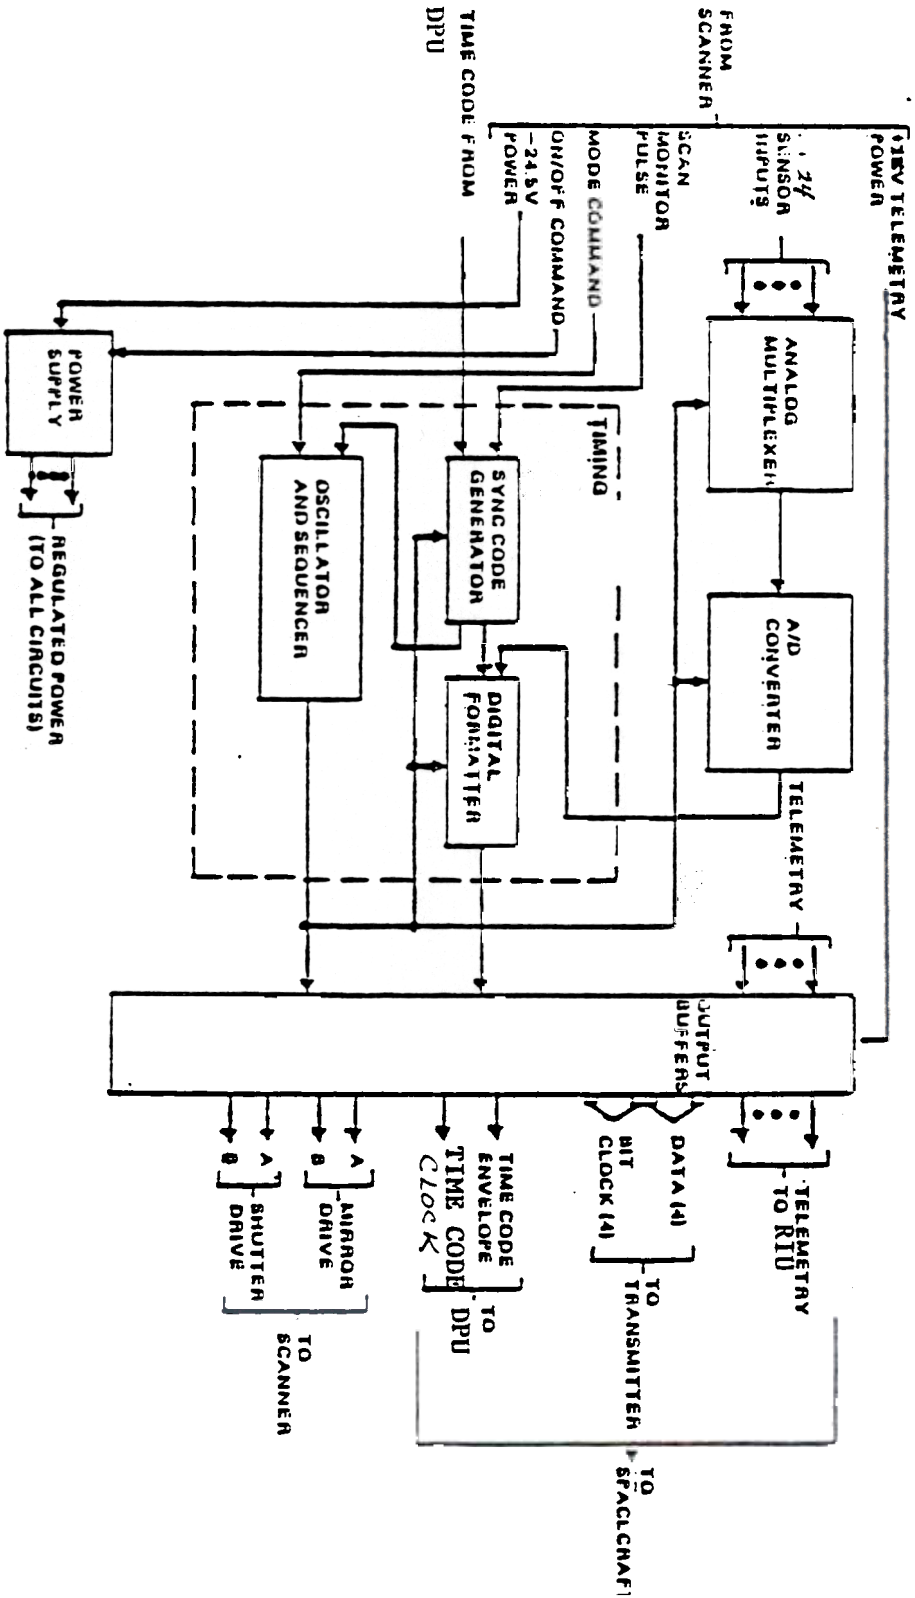 FROM
SCANNER
+15V TELEMETRY
POWER
24
SENSOR
INPUTS
SCAN
MONITOR
PULSE
MODE COMMAND
ON/OFF COMMAND
-24.5V
POWER
TIME CODE FROM
DPU
ANALOG
MULTIPLEXER
A/D
CONVERTER
TELEMETRY
TIMING
SYNC CODE
GENERATOR
DIGITAL
FORMATTER
OSCILLATOR
AND SEQUENCER
POWER
SUPPLY
REGULATED POWER
(TO ALL CIRCUITS)
OUTPUT
BUFFERS
TELEMETRY
TO RIU
DATA (4)
BIT
CLOCK (4)
TO
TRANSMITTER
TIME CODE
ENVELOPE
TIME CODE
CLOCK
TO
DPU
A
B
MIRROR
DRIVE
A
B
SHUTTER
DRIVE
TO
SCANNER
TO
SPACECRAFT